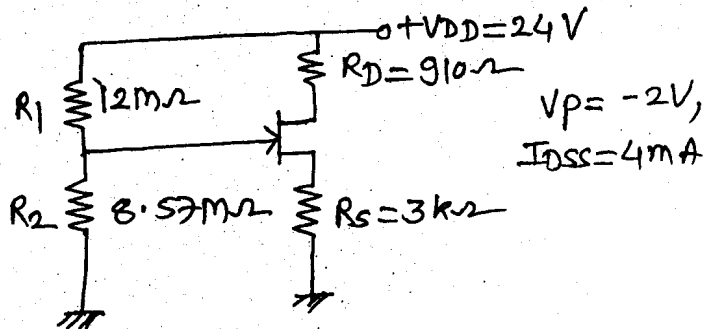 +VDD=24V
RD=910Ω
R1 12MΩ
VP= -2V,
IDSS=4mA
R2 8.57MΩ
RS=3kΩ